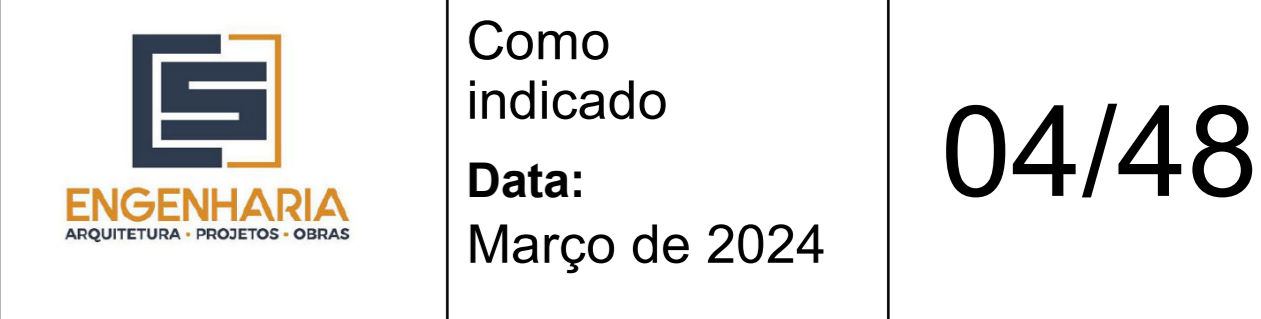 ENGENHARIA
ARQUITETURA • PROJETOS • OBRAS
Como
indicado
Data:
Março de 2024
04/48